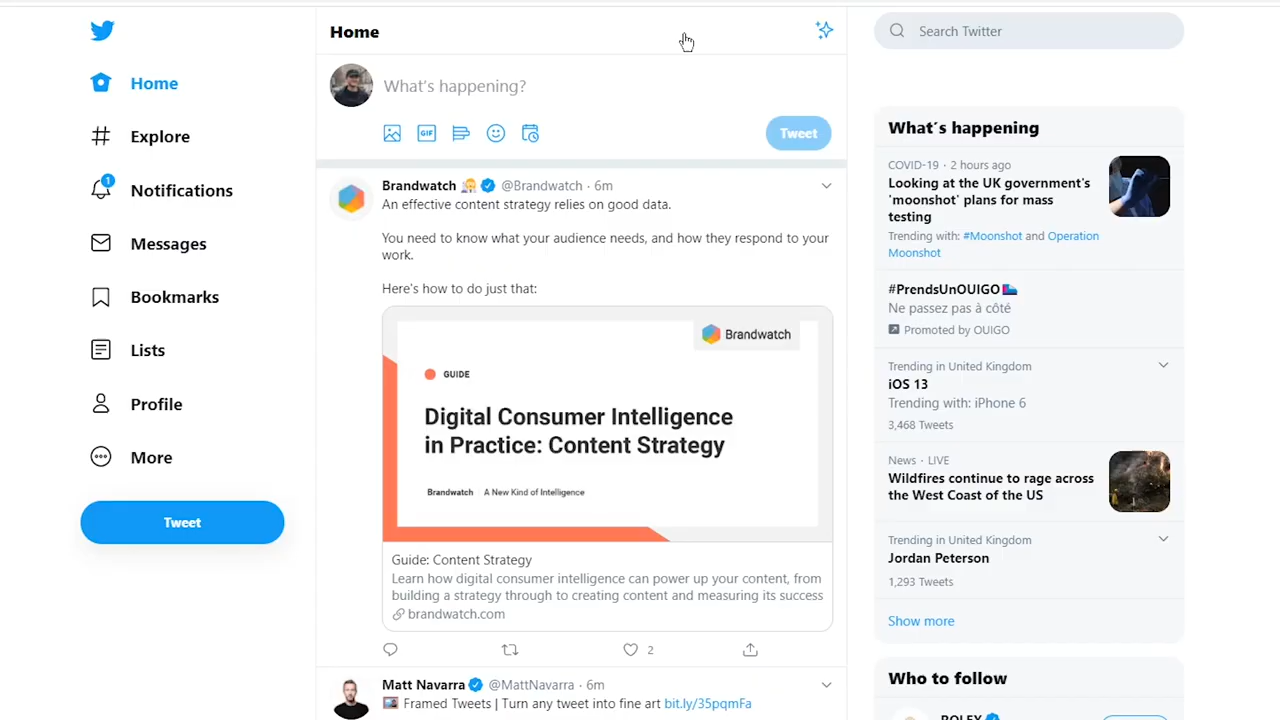 Home
Explore
1
Notifications
Messages
Bookmarks
Lists
Profile
More
Tweet
Home
What's happening?
GIF
Tweet
Brandwatch @Brandwatch · 6m
An effective content strategy relies on good data.
You need to know what your audience needs, and how they respond to your
work.
Here's how to do just that:
Brandwatch
GUIDE
Digital Consumer Intelligence
in Practice: Content Strategy
Brandwatch A New Kind of Intelligence
Guide: Content Strategy
Learn how digital consumer intelligence can power up your content, from
building a strategy through to creating content and measuring its success
brandwatch.com
2
Matt Navarra @MattNavarra · 6m
Framed Tweets | Turn any tweet into fine art bit.ly/35pqmFa
Search Twitter
What´s happening
COVID-19 · 2 hours ago
Looking at the UK government's
'moonshot' plans for mass
testing
Trending with: #Moonshot and Operation
Moonshot
#PrendsUnOUIGO
Ne passez pas à côté
Promoted by OUIGO
Trending in United Kingdom
iOS 13
Trending with: iPhone 6
3,468 Tweets
News · LIVE
Wildfires continue to rage across
the West Coast of the US
Trending in United Kingdom
Jordan Peterson
1,293 Tweets
Show more
Who to follow
ROLEX